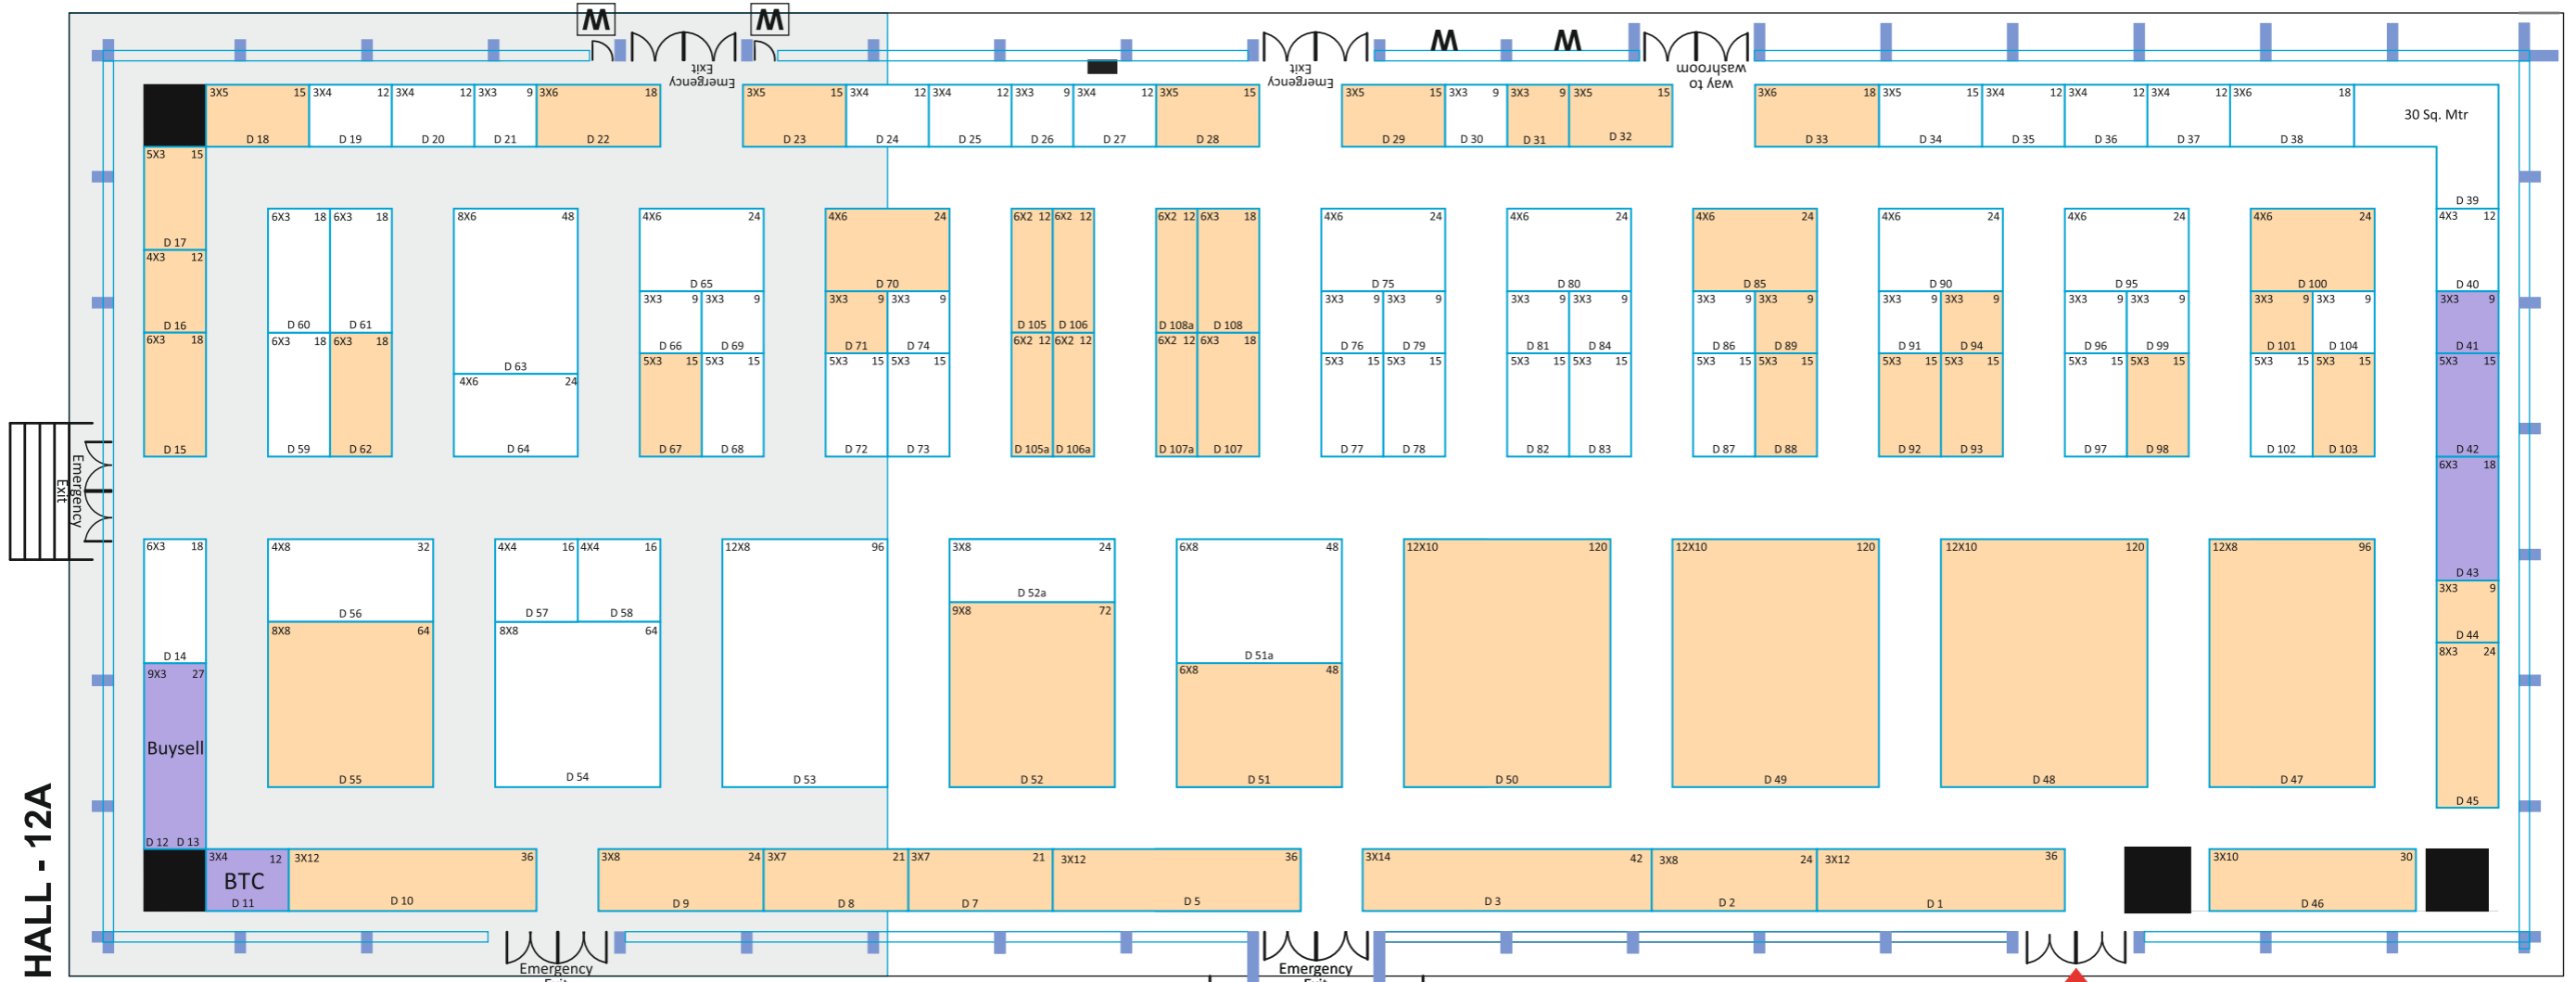 W W
Emergency
Exit
Emergency
Exit
W W
way to
washroom
3X5 15 D 18
3X4 12 D 19
3X4 12 D 20
3X3 9 D 21
3X6 18 D 22
3X5 15 D 23
3X4 12 D 24
3X4 12 D 25
3X3 9 D 26
3X4 12 D 27
3X5 15 D 28
3X5 15 D 29
3X3 9 D 30
3X3 9 D 31
3X5 15 D 32
3X6 18 D 33
3X5 15 D 34
3X4 12 D 35
3X4 12 D 36
3X4 12 D 37
3X6 18 D 38
30 Sq. Mtr D 39
5X3 15 D 17
4X3 12 D 16
6X3 18 D 15
6X3 18 D 60
6X3 18 D 61
6X3 18 D 59
6X3 18 D 62
8X6 48 D 63
4X6 24 D 64
4X6 24 D 65
3X3 9 D 66
3X3 9 D 69
5X3 15 D 67
5X3 15 D 68
4X6 24 D 70
3X3 9 D 71
3X3 9 D 74
5X3 15 D 72
5X3 15 D 73
6X2 12 D 105
6X2 12 D 106
6X2 12 D 105a
6X2 12 D 106a
6X2 12 D 108a
6X3 18 D 108
6X2 12 D 107a
6X3 18 D 107
4X6 24 D 75
3X3 9 D 76
3X3 9 D 79
5X3 15 D 77
5X3 15 D 78
4X6 24 D 80
3X3 9 D 81
3X3 9 D 84
5X3 15 D 82
5X3 15 D 83
4X6 24 D 85
3X3 9 D 86
3X3 9 D 89
5X3 15 D 87
5X3 15 D 88
4X6 24 D 90
3X3 9 D 91
3X3 9 D 94
5X3 15 D 92
5X3 15 D 93
4X6 24 D 95
3X3 9 D 96
3X3 9 D 99
5X3 15 D 97
5X3 15 D 98
4X6 24 D 100
3X3 9 D 101
3X3 9 D 104
5X3 15 D 102
5X3 15 D 103
4X3 12 D 40
3X3 9 D 41
5X3 15 D 42
6X3 18 D 43
3X3 9 D 44
8X3 24 D 45
Emergency
Exit
6X3 18 D 14
9X3 27 Buysell D 12 D 13
4X8 32 D 56
8X8 64 D 55
4X4 16 D 57
4X4 16 D 58
8X8 64 D 54
12X8 96 D 53
3X8 24 D 52a
9X8 72 D 52
6X8 48 D 51a
6X8 48 D 51
12X10 120 D 50
12X10 120 D 49
12X10 120 D 48
12X8 96 D 47
HALL - 12A
3X4 12 BTC D 11
3X12 36 D 10
3X8 24 D 9
3X7 21 D 8
3X7 21 D 7
3X12 36 D 5
3X14 42 D 3
3X8 24 D 2
3X12 36 D 1
3X10 30 D 46
Emergency
Exit
Emergency
Exit